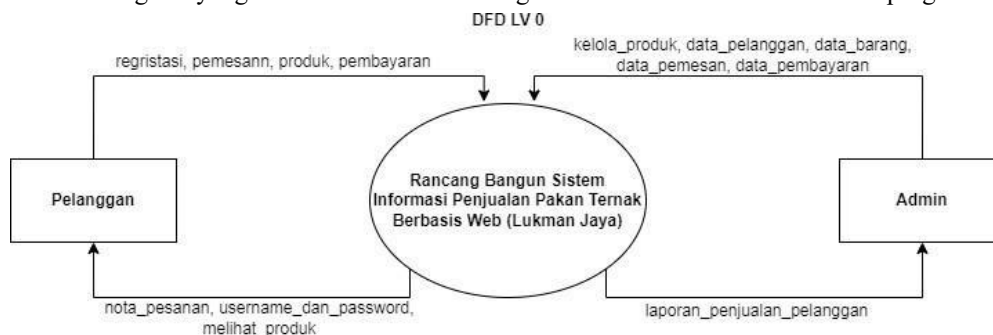 DFD LV 0
kelola_produk, data_pelanggan, data_barang,
data_pemesan, data_pembayaran
regristasi, pemesann, produk, pembayaran
Pelanggan
Rancang Bangun Sistem
Informasi Penjualan Pakan Ternak
Berbasis Web (Lukman Jaya)
Admin
nota_pesanan, username_dan_password,
melihat_produk
laporan_penjualan_pelanggan